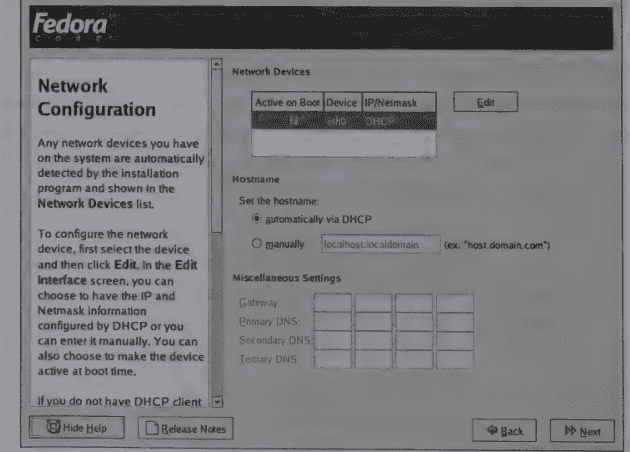 Fedora
CORE
Network
Configuration
Any network devices you have
on the system are automatically
detected by the installation
program and shown in the
Network Devices list.
To configure the network
device, first select the device
and then click Edit. In the Edit
Interface screen, you can
choose to have the IP and
Netmask information
configured by DHCP or you
can enter it manually. You can
also choose to make the device
active at boot time.
If you do not have DHCP client
Hide Help
Release Notes
Network Devices
Active on Boot Device IP/Netmask
eth0 DHCP
Edit
Hostname
Set the hostname:
automatically via DHCP
manually localhost.localdomain (ex. "host.domain.com")
Miscellaneous Settings
Gateway:
Primary DNS:
Secondary DNS:
Tertiary DNS
Back
Next